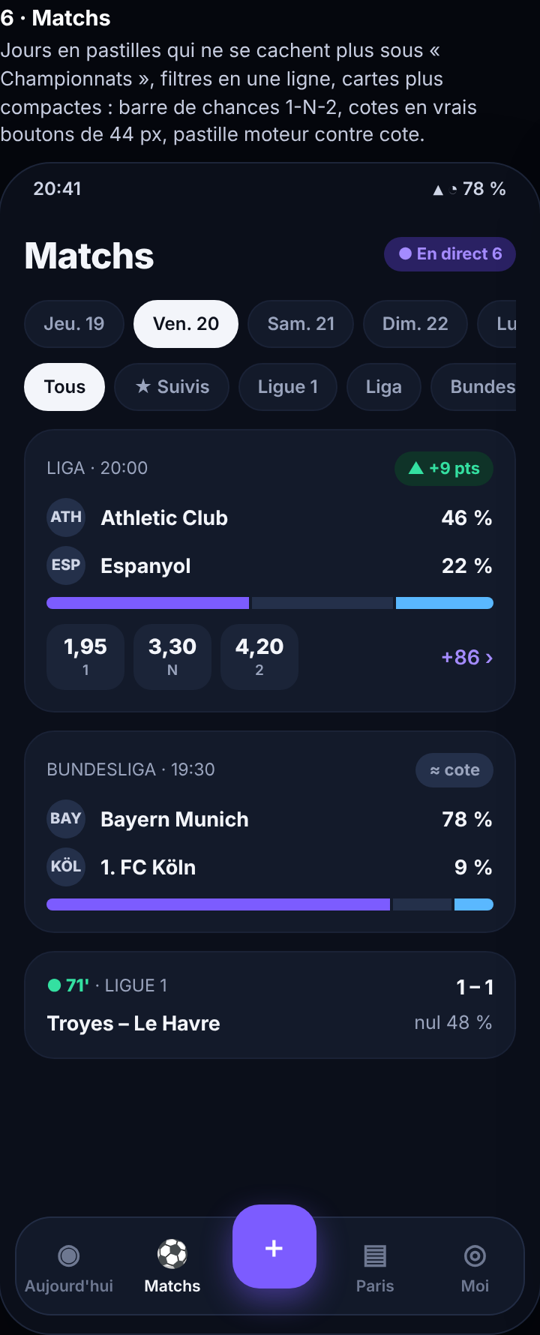 6 · Matchs
Jours en pastilles qui ne se cachent plus sous «
Championnats », filtres en une ligne, cartes plus
compactes : barre de chances 1-N-2, cotes en vrais
boutons de 44 px, pastille moteur contre cote.
20:41 78 %
Matchs
En direct 6
Jeu. 19 Ven. 20 Sam. 21 Dim. 22 Lu
Tous ★ Suivis Ligue 1 Liga Bundes
LIGA · 20:00 ▲ +9 pts
ATH Athletic Club 46 %
ESP Espanyol 22 %
1,95 3,30 4,20
1 N 2
+86 ›
BUNDESLIGA · 19:30 ≈ cote
BAY Bayern Munich 78 %
KÖL 1. FC Köln 9 %
71' · LIGUE 1 1 – 1
Troyes – Le Havre nul 48 %
+
Aujourd'hui Matchs Paris Moi